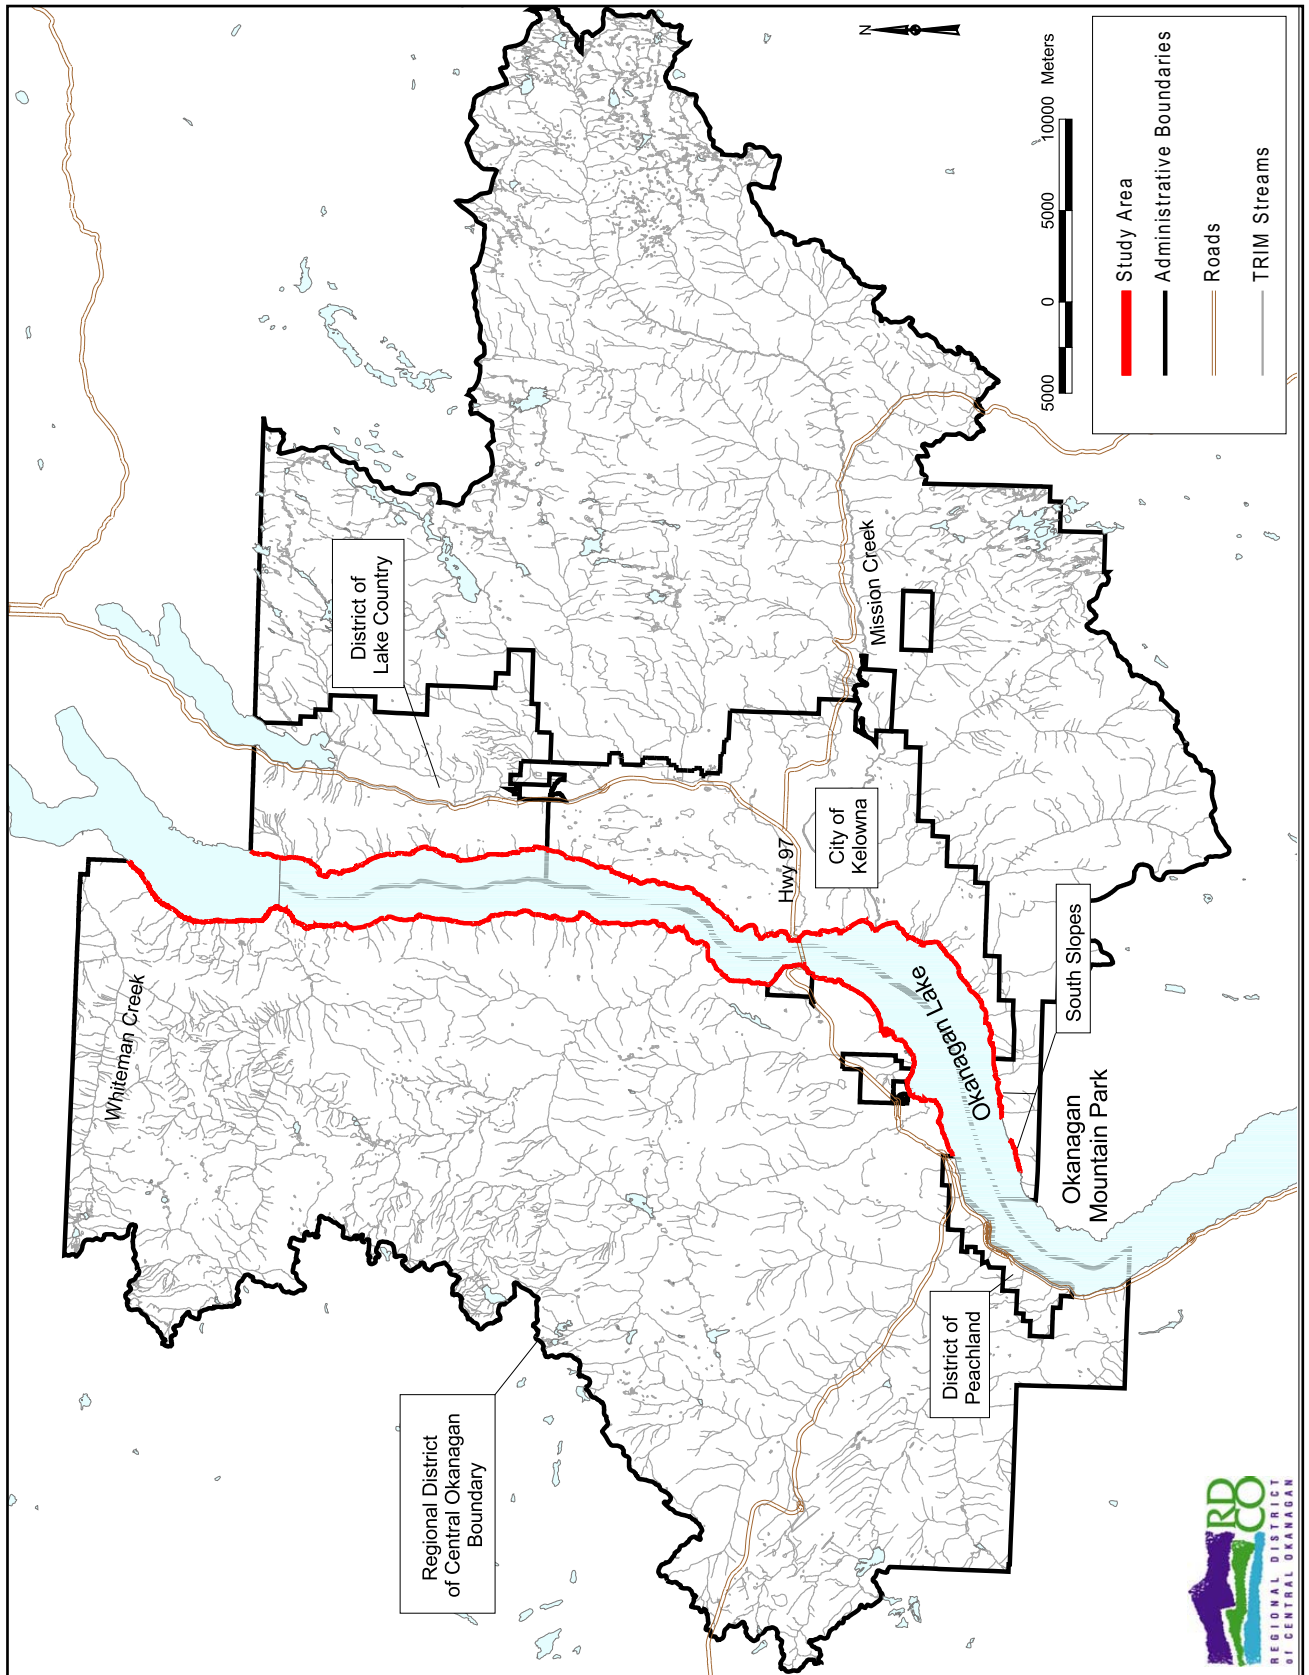 Whiteman Creek
District of
Lake Country
Regional District
of Central Okanagan
Boundary
Hwy 97
City of
Kelowna
Mission Creek
Okanagan Lake
South Slopes
Okanagan
Mountain Park
District of
Peachland
N
5000 0 5000 10000 Meters
Study Area
Administrative Boundaries
Roads
TRIM Streams
RD
CO
REGIONAL DISTRICT
OF CENTRAL OKANAGAN